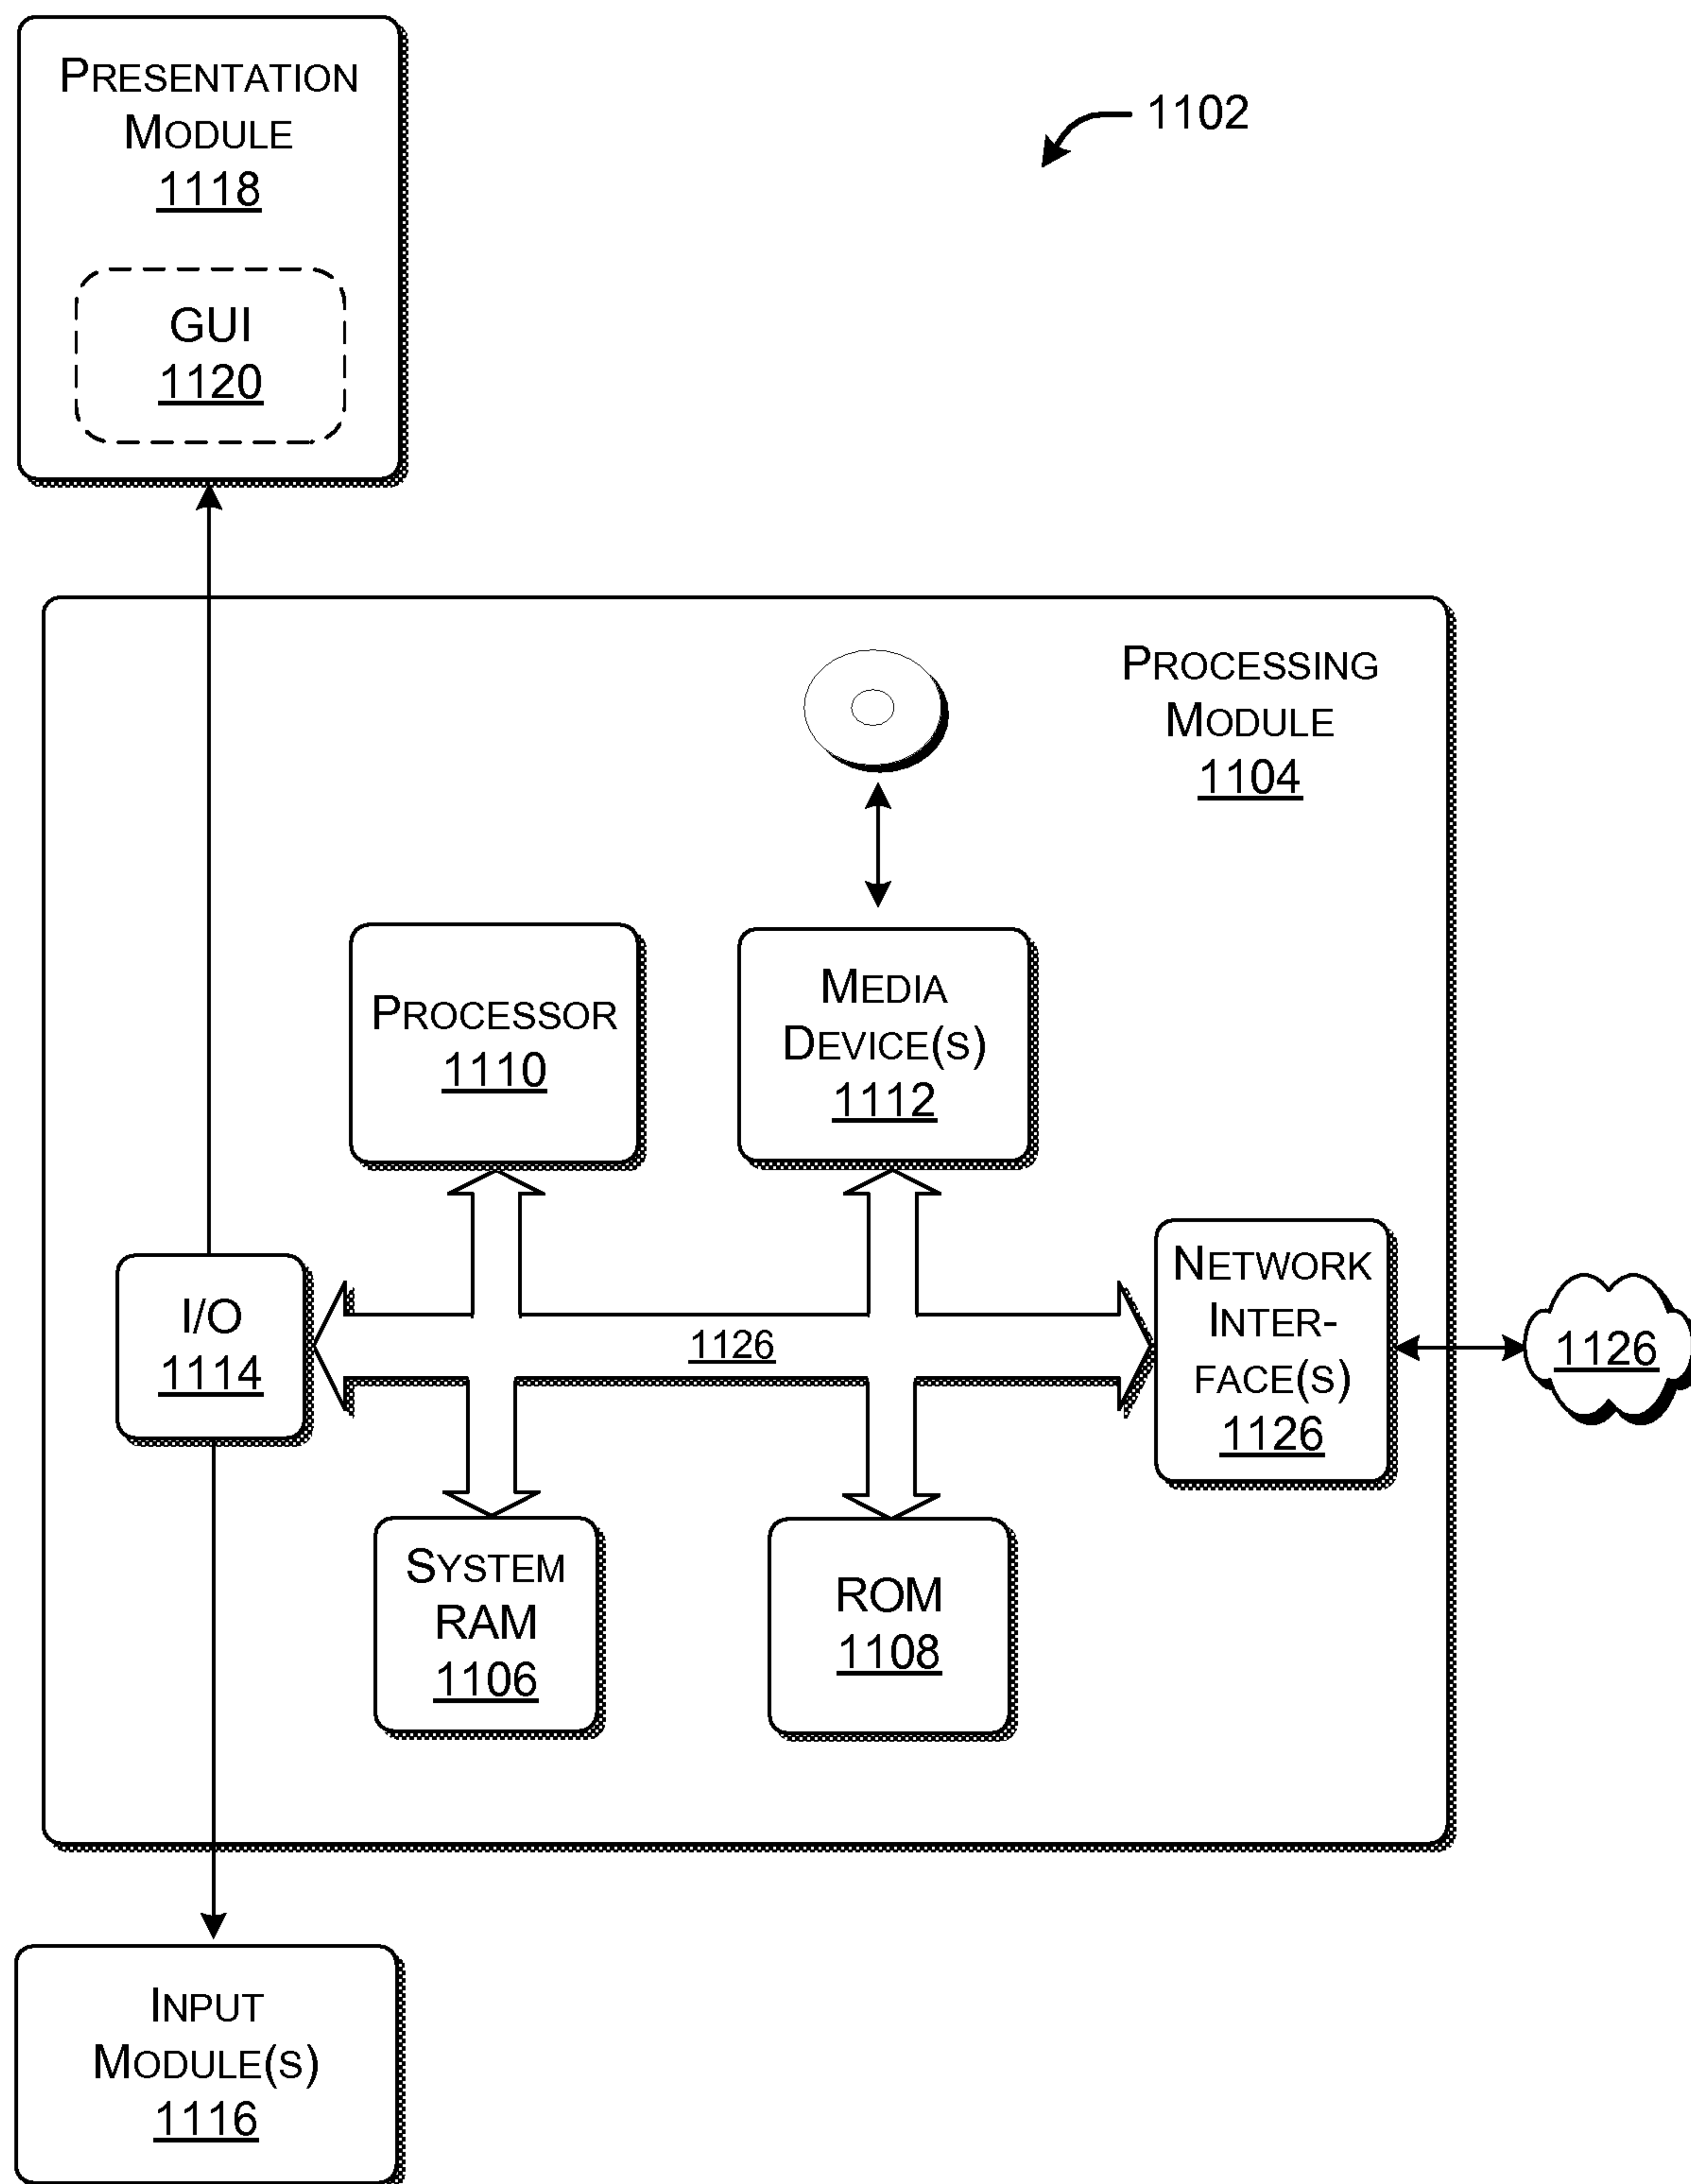 PRESENTATION
MODULE
1118
GUI
1120
1102
PROCESSING
MODULE
1104
PROCESSOR
1110
MEDIA
DEVICE(S)
1112
I/O
1114
1126
NETWORK
INTER-
FACE(S)
1126
1126
SYSTEM
RAM
1106
ROM
1108
INPUT
MODULE(S)
1116